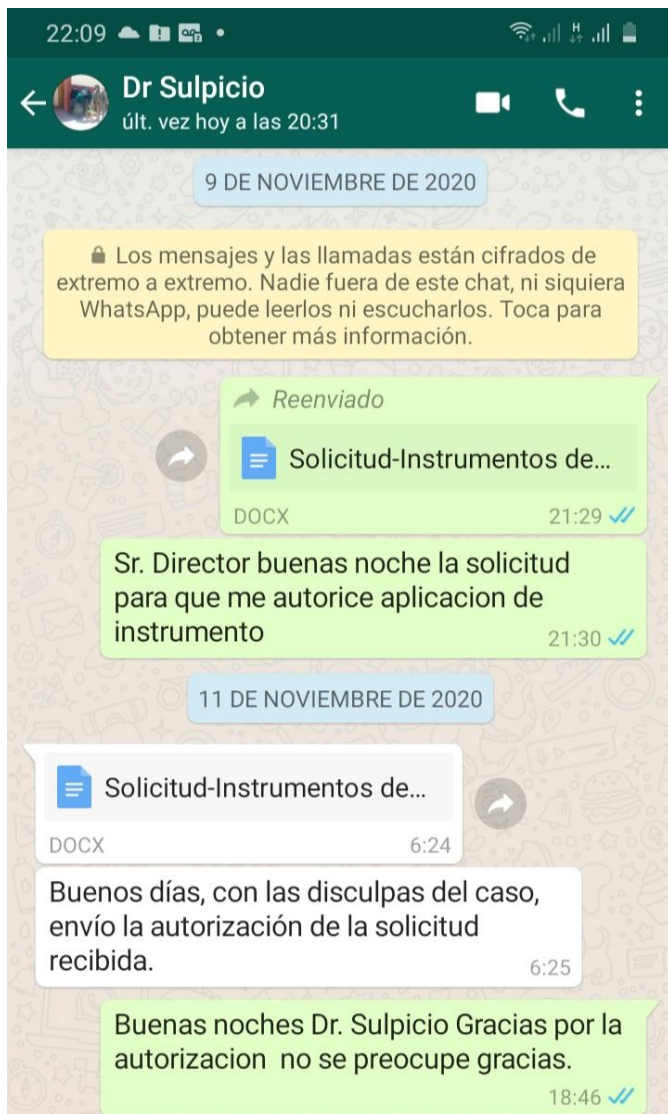 22:09
H
Dr Sulpicio
últ. vez hoy a las 20:31
9 DE NOVIEMBRE DE 2020
Los mensajes y las llamadas están cifrados de
extremo a extremo. Nadie fuera de este chat, ni siquiera
WhatsApp, puede leerlos ni escucharlos. Toca para
obtener más información.
Reenviado
Solicitud-Instrumentos de...
DOCX 21:29
Sr. Director buenas noche la solicitud
para que me autorice aplicacion de
instrumento
21:30
11 DE NOVIEMBRE DE 2020
Solicitud-Instrumentos de...
DOCX 6:24
Buenos días, con las disculpas del caso,
envío la autorización de la solicitud
recibida.
6:25
Buenas noches Dr. Sulpicio Gracias por la
autorizacion no se preocupe gracias.
18:46